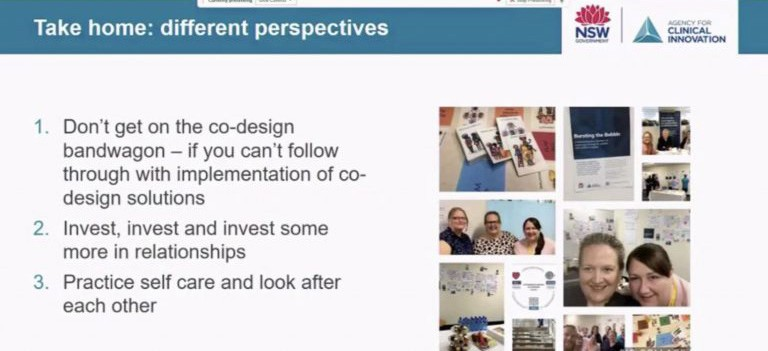 Take home: different perspectives
NSW
GOVERNMENT
AGENCY FOR
CLINICAL
INNOVATION
1. Don’t get on the co-design
bandwagon – if you can’t follow
through with implementation of co-
design solutions
2. Invest, invest and invest some
more in relationships
3. Practice self care and look after
each other
Bursting the Bubble